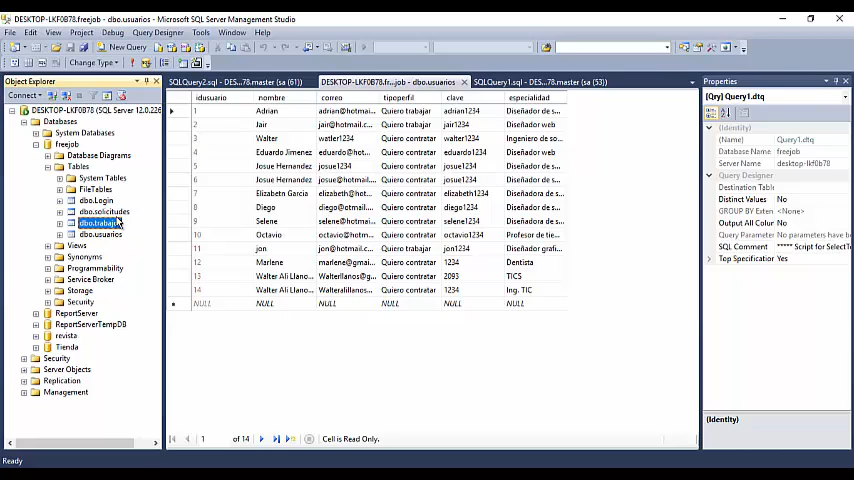 DESKTOP-LKF0B78.freejob - dbo.usuarios - Microsoft SQL Server Management Studio
File Edit View Project Debug Query Designer Tools Window Help
New Query
Change Type
Object Explorer
Connect
DESKTOP-LKF0B78 (SQL Server 12.0.226
Databases
System Databases
freejob
Database Diagrams
Tables
System Tables
FileTables
dbo.Login
dbo.solicitudes
dbo.usuarios
Views
Synonyms
Programmability
Service Broker
Storage
Security
ReportServer
ReportServerTempDB
revista
Tienda
Security
Server Objects
Replication
Management
SQLQuery2.sql - DES...78.master (sa (61)) DESKTOP-LKF0B78.fr...job - dbo.usuarios SQLQuery1.sql - DES...78.master (sa (53))
idusuario nombre correo tipoperfil clave especialidad
1 Adrian adrian@hotmai... Quiero trabajar adrian1234 Diseñador de s...
2 Jair jair@hotmail.c... Quiero trabajar jair1234 Diseñador web
3 Walter watler1234 Quiero contratar walter1234 Ingeniero de so...
4 Eduardo Jimenez eduardo@hot... Quiero contratar eduardo1234 Diseñador web
5 Josue Hernandez josue1234 Quiero contratar josue1234 Diseñador de s...
6 Josue Hernandez josue@hotmail... Quiero contratar josue1234 Diseñador de s...
7 Elizabeth Garcia elizabeth@hot... Quiero contratar elizabeth1234 Diseñador de s...
8 Diego diego@otmail... Quiero contratar diego1234 Diseñador de s...
9 Selene selene@hotmai... Quiero contratar selene1234 Diseñador de s...
10 Octavio octavio@hotm... Quiero contratar octavio1234 Profesor de tie...
11 jon jon@hotmail.c... Quiero trabajar jon1234 Diseñador grafi...
12 Marlene marlene@gmai... Quiero contratar 1234 Dentista
13 Walter Ali Llano... Walterllanos@g... Quiero contratar 2093 TICS
14 Walter Ali Llano... Walteralillanos... Quiero contratar 1234 Ing. TIC
NULL NULL NULL NULL NULL NULL
1 of 14 Cell is Read Only.
Properties
[Qry] Query1.dtq
(Identity)
(Name) Query1.dtq
Database Name freejob
Server Name desktop-lkf0b78
Query Designer
Destination Table
Distinct Values No
GROUP BY Exten <None>
Output All Colum No
Query Parameters No parameters have be
SQL Comment ***** Script for SelectT
Top Specification Yes
(Identity)
Ready